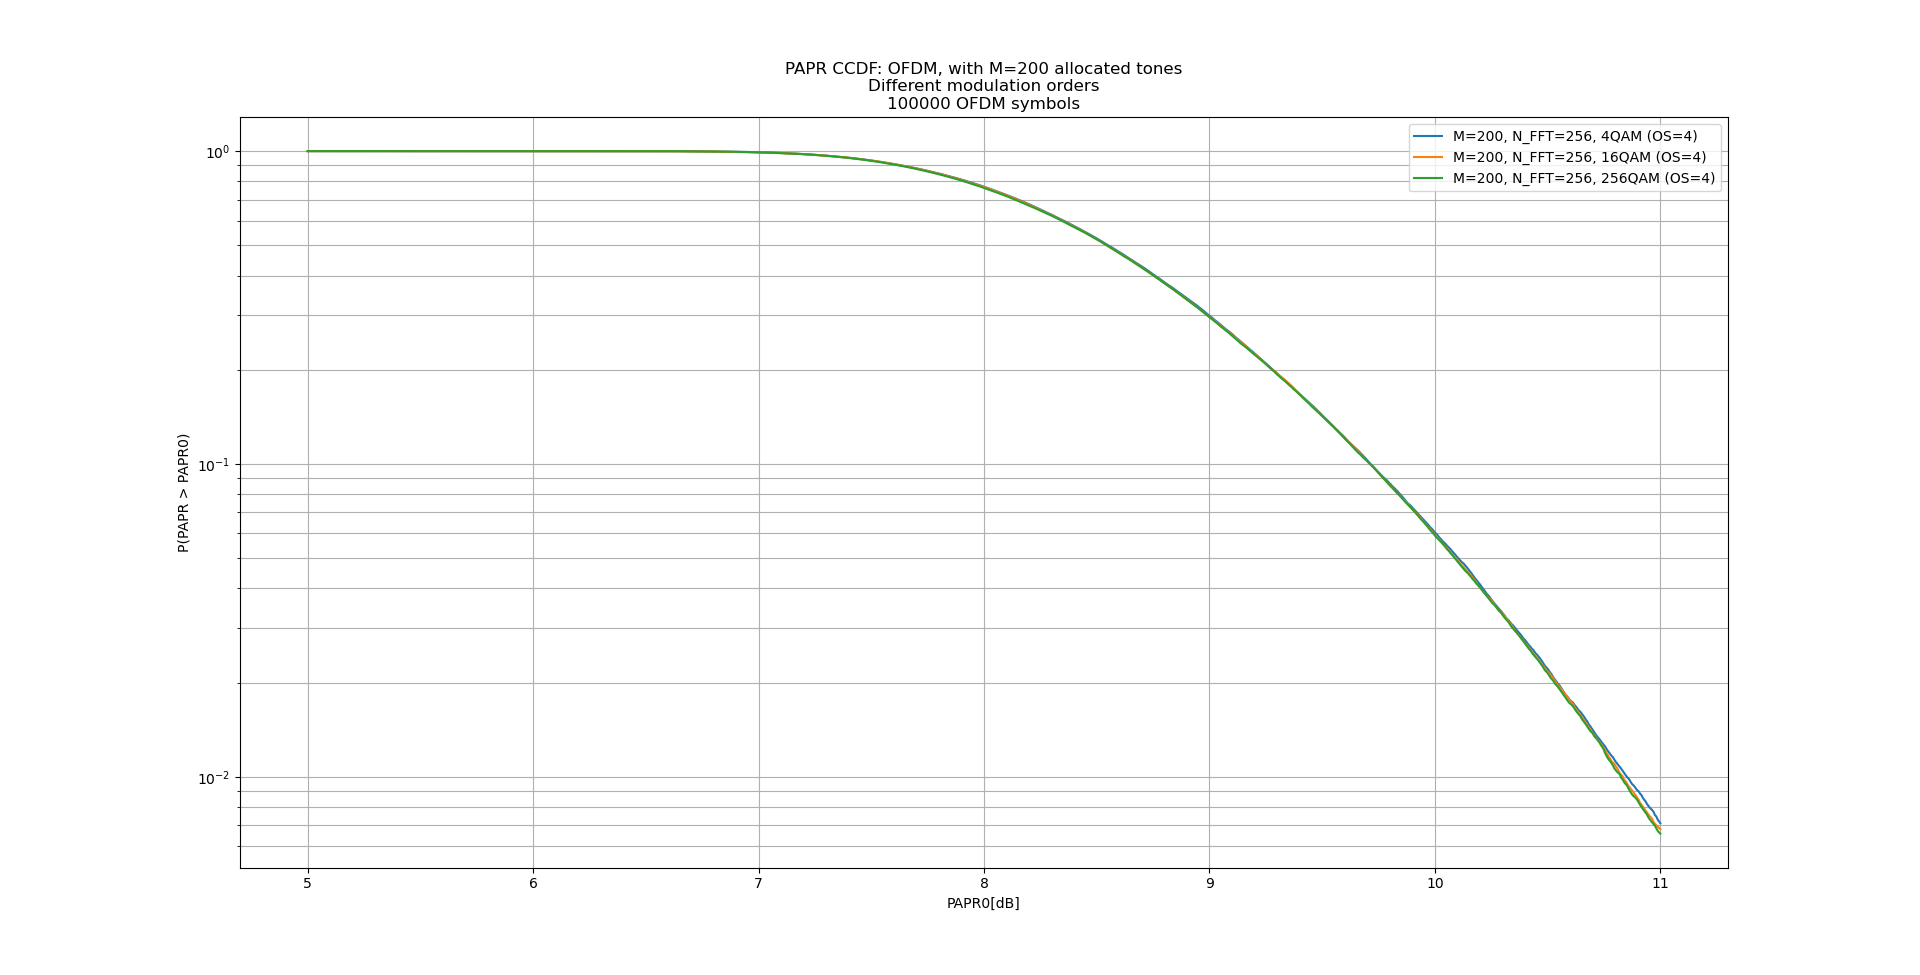 PAPR CCDF: OFDM, with M=200 allocated tones
Different modulation orders
100000 OFDM symbols
M=200, N_FFT=256, 4QAM (OS=4)
M=200, N_FFT=256, 16QAM (OS=4)
M=200, N_FFT=256, 256QAM (OS=4)
P(PAPR > PAPR0)
10⁰
10⁻¹
10⁻²
5 6 7 8 9 10 11
PAPR0[dB]